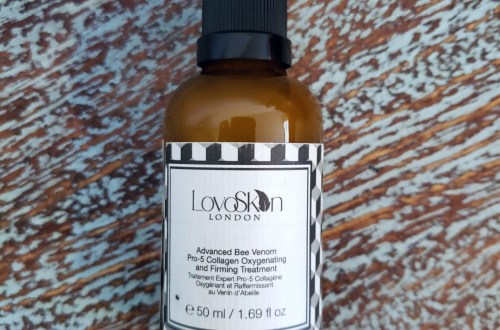 LovoSkin
LONDON
Advanced Bee Venom
Pro-5 Collagen Oxygenating
and Firming Treatment
Traitement Expert Pro-5 Collagène
Oxygénant et Raffermissant
au Venin d'Abeille
e 50 ml / 1.69 fl oz